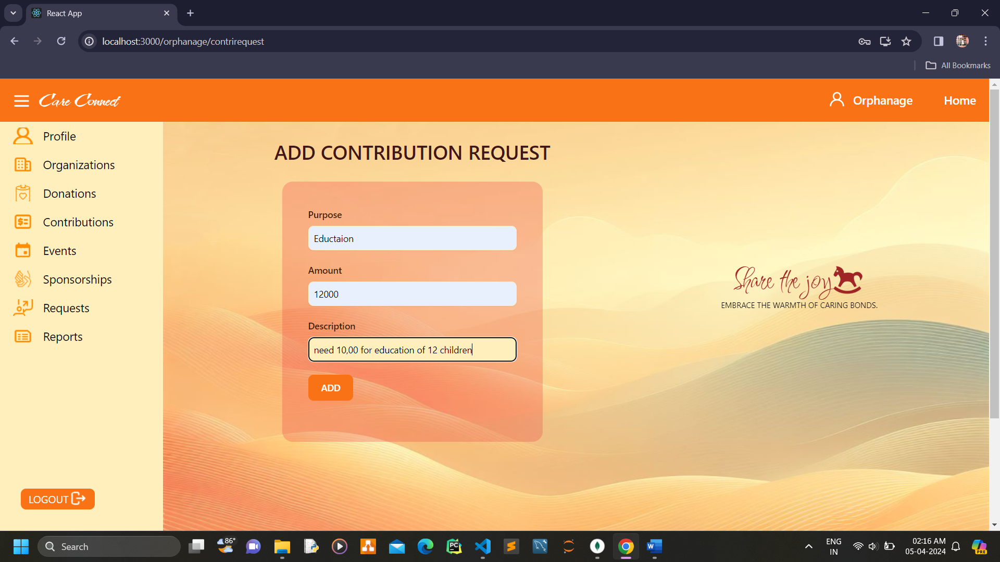 React App
localhost:3000/orphanage/contrirequest
All Bookmarks
Care Connect
Orphanage
Home
Profile
Organizations
Donations
Contributions
Events
Sponsorships
Requests
Reports
LOGOUT
ADD CONTRIBUTION REQUEST
Purpose
Eductaion
Amount
12000
Description
need 10,00 for education of 12 children
ADD
Share the joy
EMBRACE THE WARMTH OF CARING BONDS.
Search
86°
PC
W
ENG
IN
02:16 AM
05-04-2024
PRE